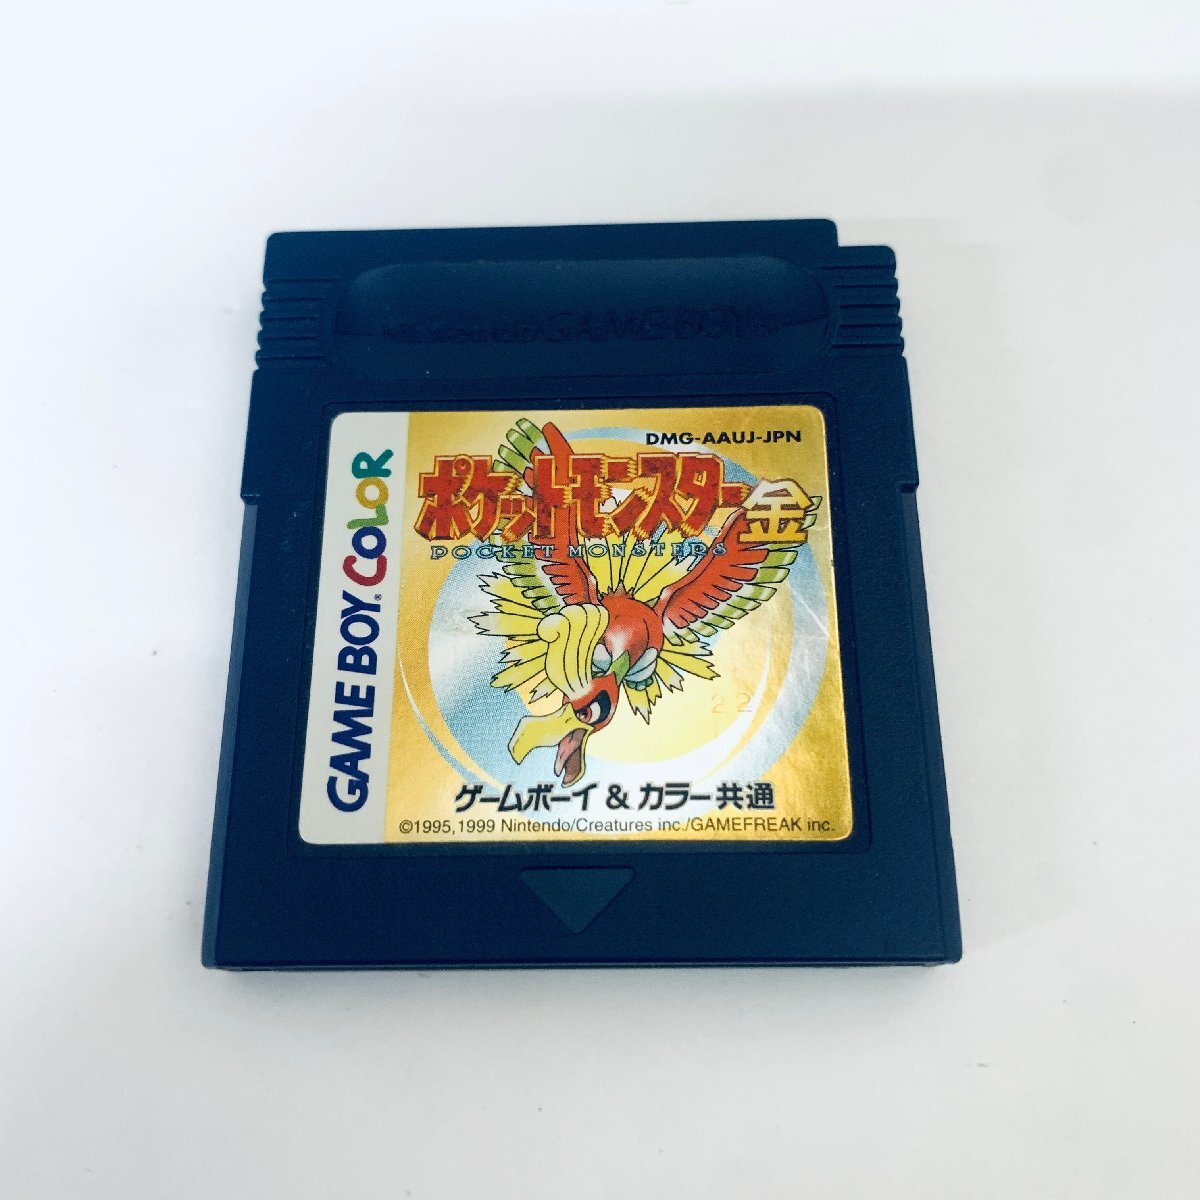 Nintendo GAME BOY
DMG-AAUJ-JPN
ポケットモンスター金
POCKET MONSTERS
GAME BOY® COLOR
22
ゲームボーイ & カラー共通
©1995,1999 Nintendo/Creatures inc./GAMEFREAK inc.